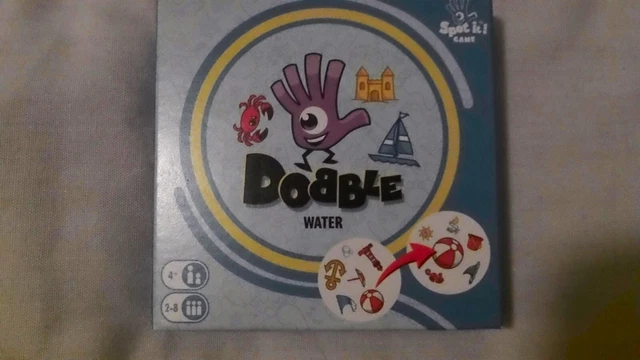 Spot it!
GAME
DOBBLE
WATER
4+
2-8